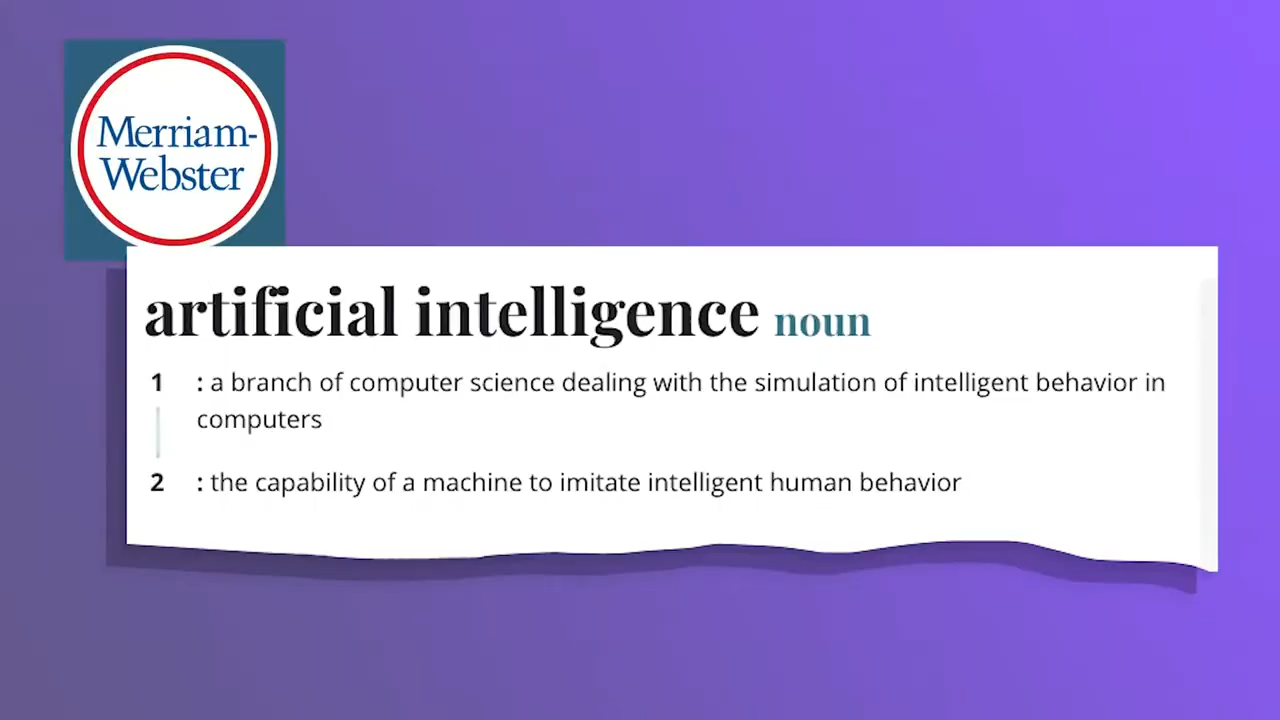 Merriam-
Webster
artificial intelligence noun
1 : a branch of computer science dealing with the simulation of intelligent behavior in
computers
2 : the capability of a machine to imitate intelligent human behavior